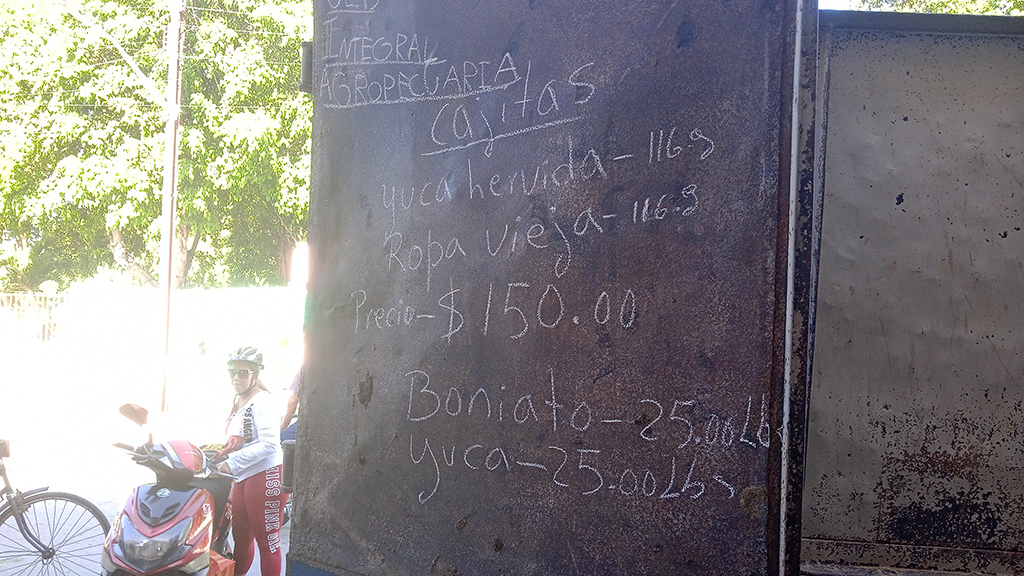 INTEGRAL
AGROPECUARIA
Cajitas
yuca hervida - 116 g
Ropa vieja - 116 g
Precio - $150.00
Boniato - 25.00 Lb
yuca - 25.00 Lbs